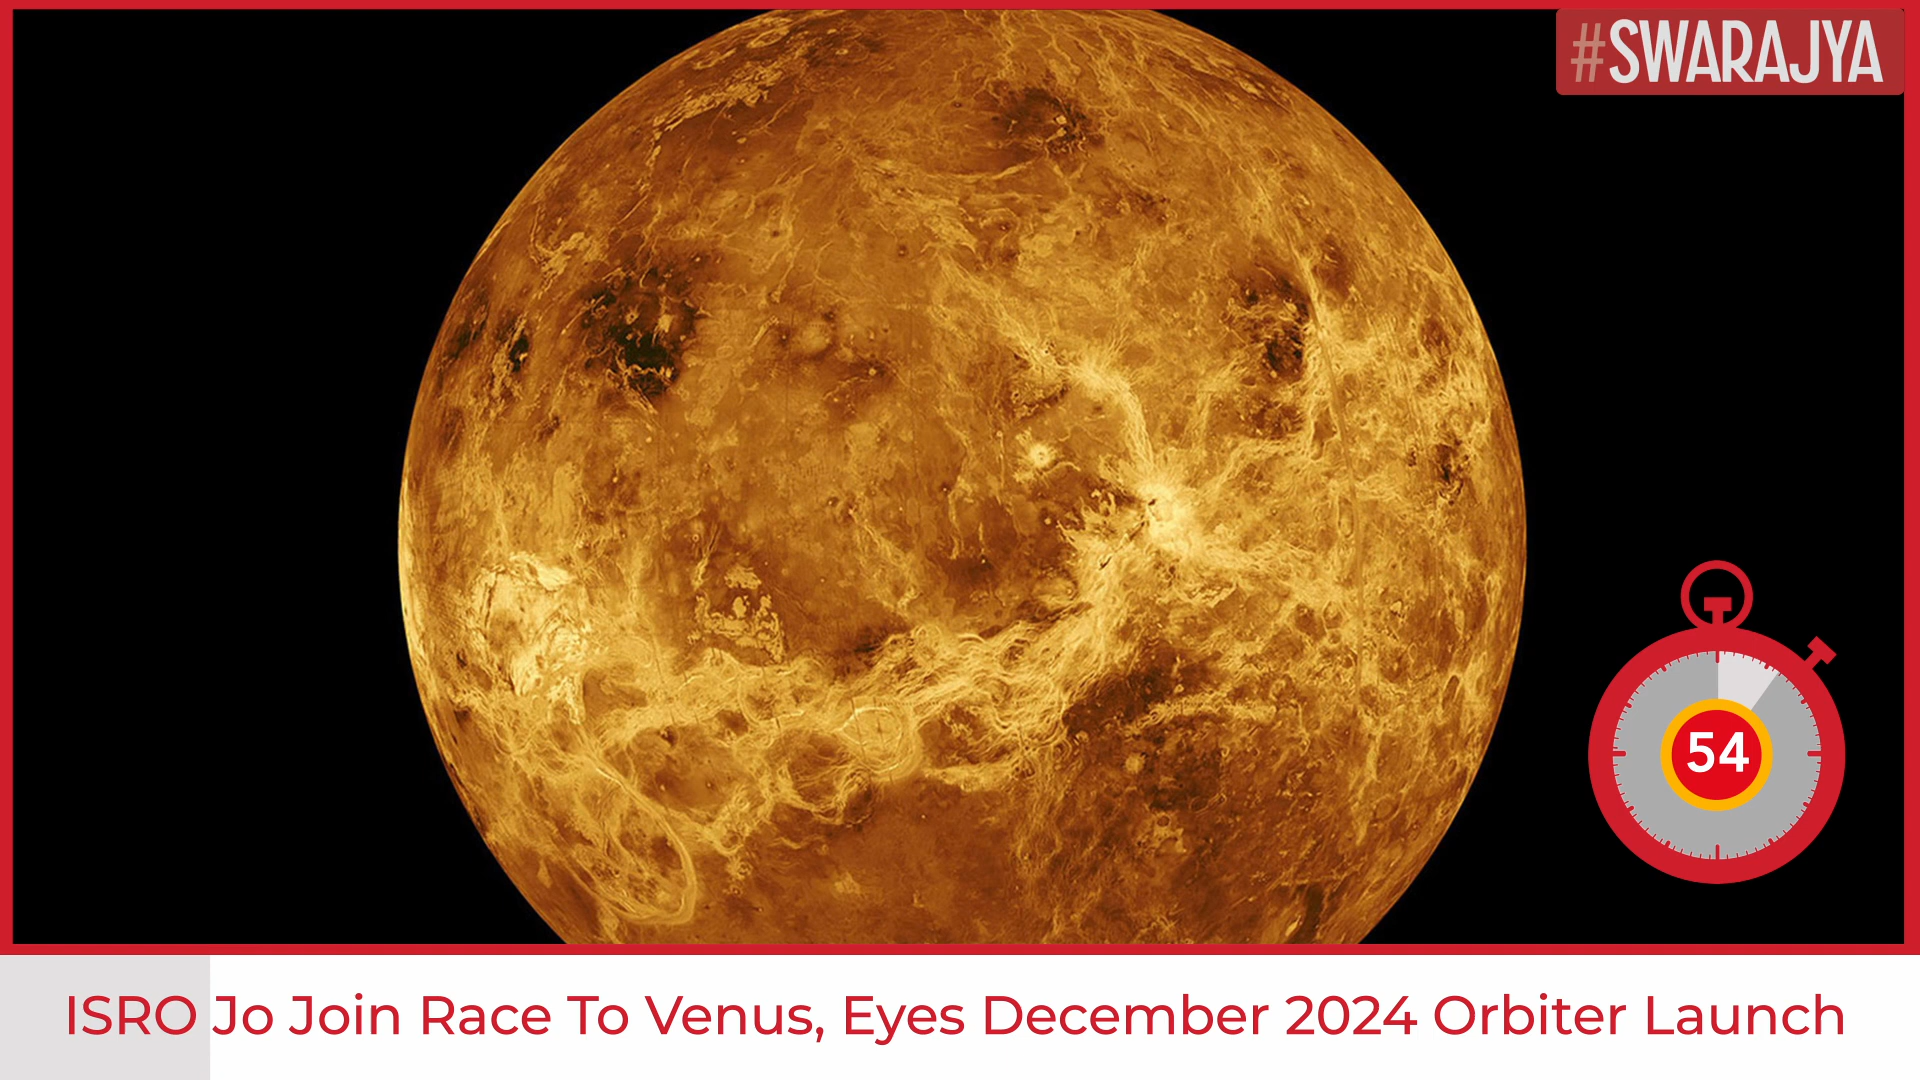 #SWARAJYA
54
ISRO Jo Join Race To Venus, Eyes December 2024 Orbiter Launch